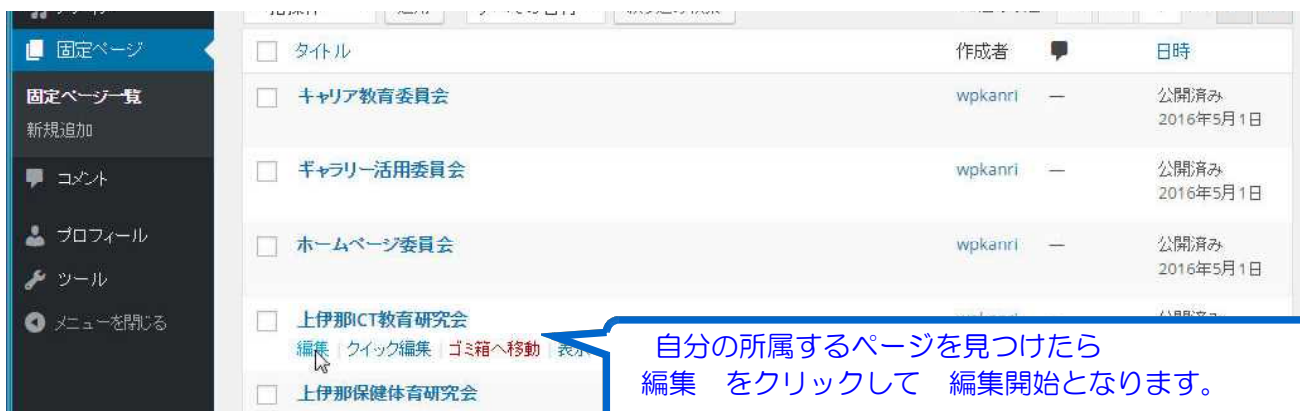 固定ページ
固定ページ一覧
新規追加
コメント
プロフィール
ツール
メニューを閉じる
タイトル 作成者 日時
キャリア教育委員会 wpkanri — 公開済み
2016年5月1日
ギャラリー活用委員会 wpkanri — 公開済み
2016年5月1日
ホームページ委員会 wpkanri — 公開済み
2016年5月1日
上伊那ICT教育研究会
編集 | クイック編集 | ゴミ箱へ移動 | 表示
上伊那保健体育研究会
自分の所属するページを見つけたら
編集 をクリックして 編集開始となります。